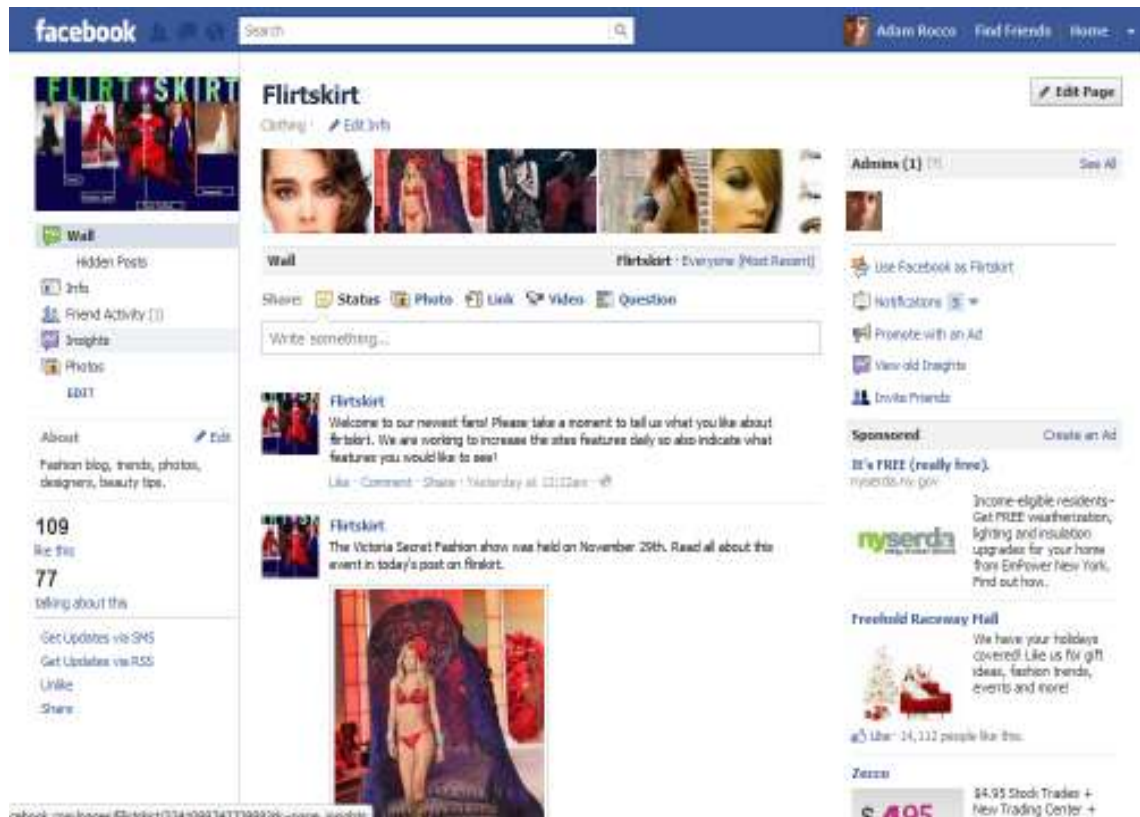 facebook
Search
Adam Rocco Find Friends Home
FLIRT SKIRT
Flirtskirt
Edit Page
Clothing · Edit Info
Wall
Hidden Posts
Info
Friend Activity
Insights
Photos
EDIT
About Edit
Fashion blog, trends, photos,
designers, beauty tips.
109
like this
77
talking about this
Get Updates via SMS
Get Updates via RSS
Unlike
Share
Wall Flirtskirt · Everyone (Most Recent)
Share: Status Photo Link Video Question
Write something...
Flirtskirt
Welcome to our newest fans! Please take a moment to tell us what you like about
flirtskirt. We are working to increase the sites features daily so also indicate what
features you would like to see!
Like · Comment · Share · Yesterday at 12:12am
Flirtskirt
The Victoria Secret Fashion show was held on November 29th. Read all about this
event in today's post on
Admins (1) See All
Use Facebook as Flirtskirt
Notifications 5
Promote with an Ad
View old Insights
Invite Friends
Sponsored Create an Ad
It's FREE (really free).
nyserda.ny.gov
nyserda
Income-eligible residents-
Get FREE weatherization,
lighting and insulation
upgrades for your home
from EmPower New York.
Find out how.
Freehold Raceway Mall
We have your holidays
covered! Like us for gift
ideas, fashion trends,
events and more!
Like · 14,112 people like this.
Zecco
$4.95 Stock Trades +
New Trading Center +
$ 4.95